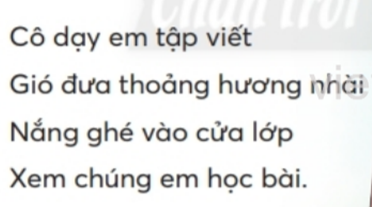 Cô dạy em tập viết
Gió đưa thoảng hương nhài
Nắng ghé vào cửa lớp
Xem chúng em học bài.